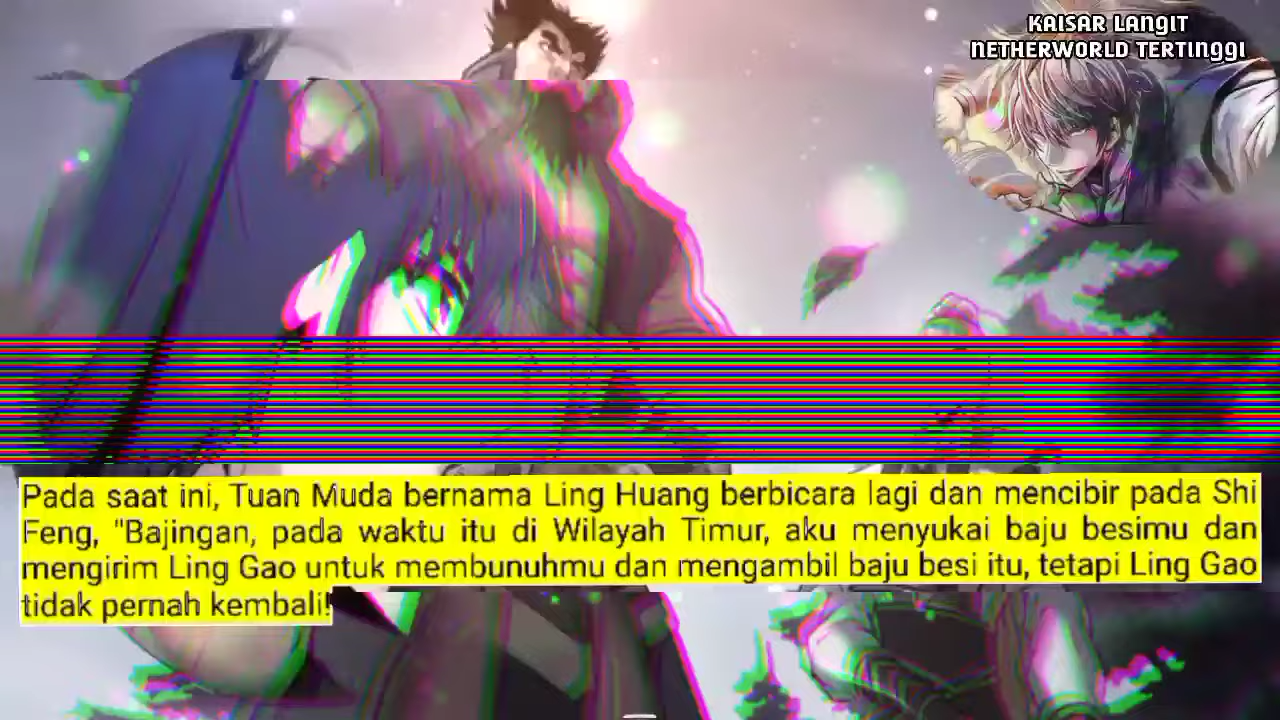 KAISAR LANGIT
NETHERWORLD TERTINGGI
Pada saat ini, Tuan Muda bernama Ling Huang berbicara lagi dan mencibir pada Shi
Feng, "Bajingan, pada waktu itu di Wilayah Timur, aku menyukai baju besimu dan
mengirim Ling Gao untuk membunuhmu dan mengambil baju besi itu, tetapi Ling Gao
tidak pernah kembali!